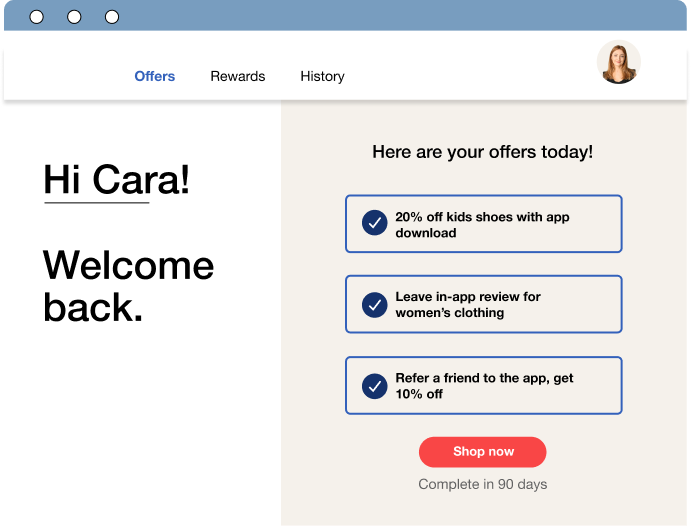 Offers Rewards History
Hi Cara!
Welcome
back.
Here are your offers today!
20% off kids shoes with app
download
Leave in-app review for
women’s clothing
Refer a friend to the app, get
10% off
Shop now
Complete in 90 days